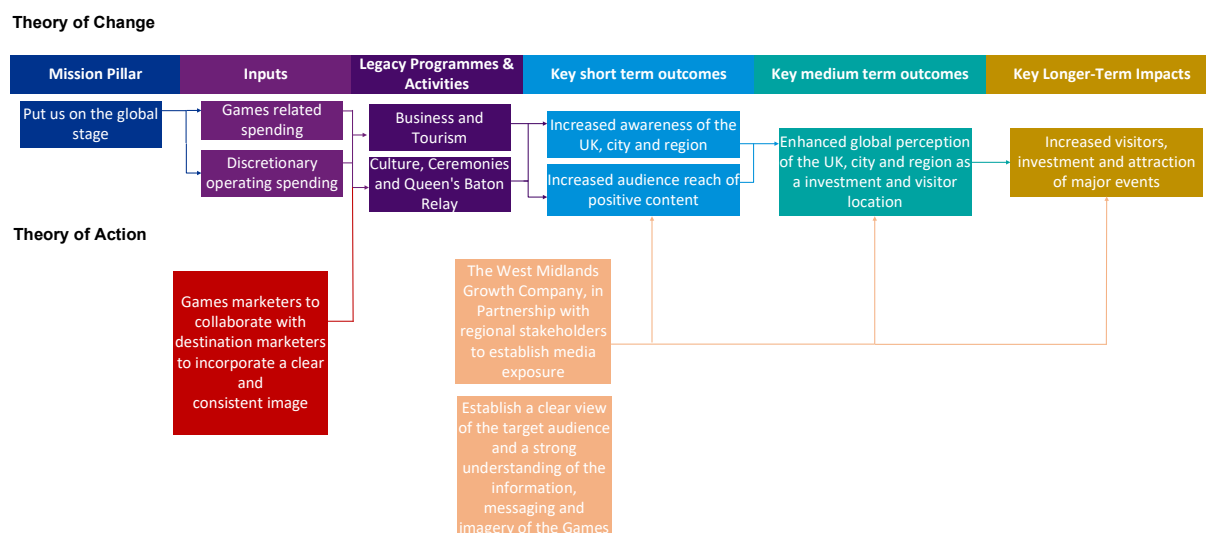 Theory of Change
Mission Pillar
Inputs
Legacy Programmes &
Activities
Key short term outcomes
Key medium term outcomes
Key Longer-Term Impacts
Put us on the global
stage
Games related
spending
Discretionary
operating spending
Business and
Tourism
Culture, Ceremonies
and Queen's Baton
Relay
Increased awareness of the
UK, city and region
Increased audience reach of
positive content
Enhanced global perception
of the UK, city and region as
a investment and visitor
location
Increased visitors,
investment and attraction
of major events
Theory of Action
Games marketers to
collaborate with
destination marketers
to incorporate a clear
and
consistent image
The West Midlands
Growth Company, in
Partnership with
regional stakeholders
to establish media
exposure
Establish a clear view
of the target audience
and a strong
understanding of the
information,
messaging and
imagery of the Games